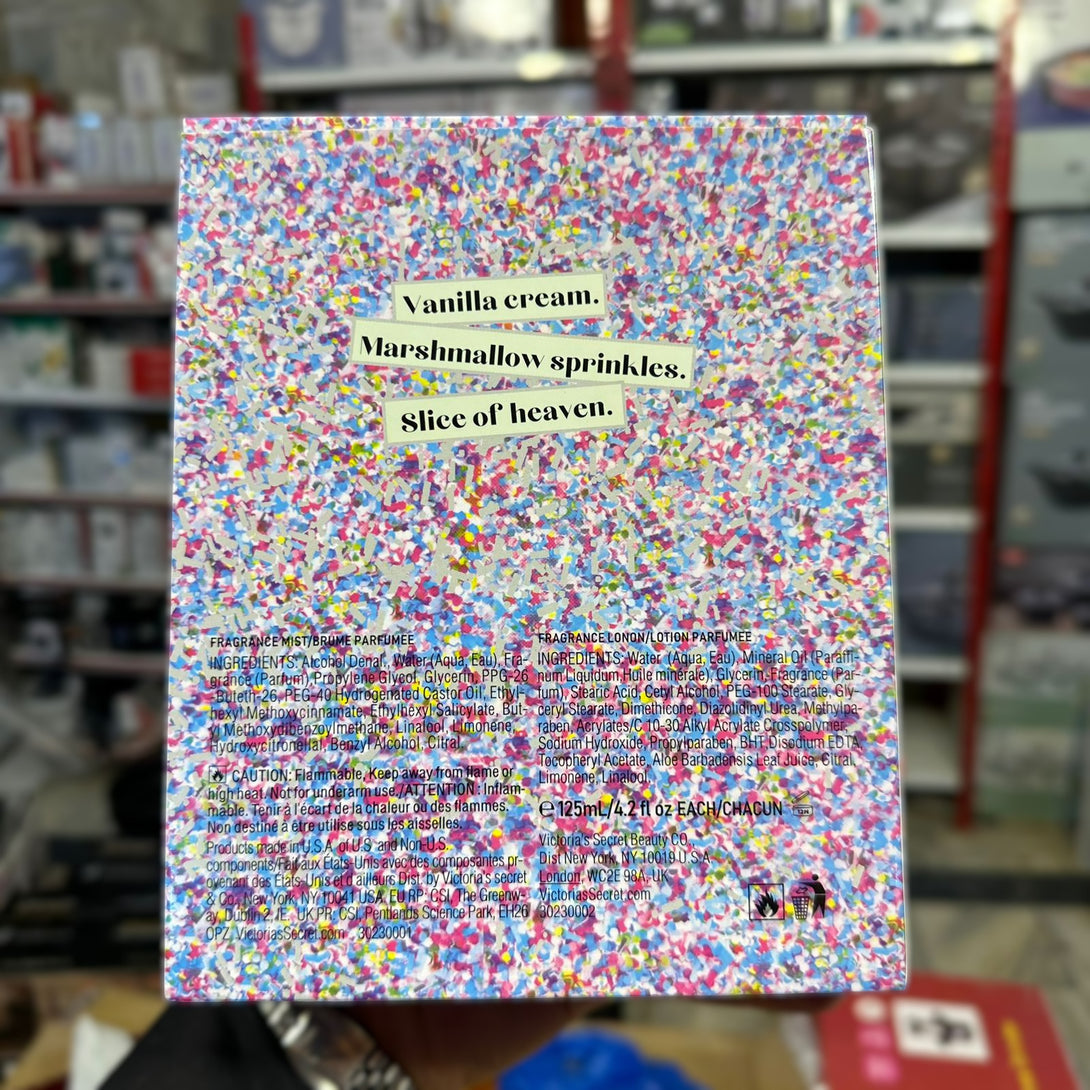 Vanilla cream.
Marshmallow sprinkles.
Slice of heaven.
FRAGRANCE MIST/BRUME PARFUMEE
INGREDIENTS: Alcohol Denat., Water (Aqua, Eau), Fra-
grance (Parfum), Propylene Glycol, Glycerin, PPG-26
-Buteth-26, PEG-40 Hydrogenated Castor Oil, Ethyl-
hexyl Methoxycinnamate, Ethylhexyl Salicylate, But-
yl Methoxydibenzoylmethane, Linalool, Limonene,
Hydroxycitronellal, Benzyl Alcohol, Citral.
CAUTION: Flammable, Keep away from flame or
high heat. Not for underarm use./ATTENTION : Inflam-
mable. Tenir à l'écart de la chaleur ou des flammes.
Non destiné à être utilise sous les aisselles.
Products made in U.S.A. of U.S. and Non-U.S.
components/Fait aux Etats-Unis avec des composantes pr-
ovenant des Etats-Unis et d'ailleurs Dist. by Victoria's secret
& Co., New York, NY 10041 USA, EU RP: CSI, The Greenw-
ay, Dublin 2, IE, UK PR: CSI, Pentlands Science Park, EH26
OPZ, VictoriasSecret.com 30230001
FRAGRANCE LONON/LOTION PARFUMEE
INGREDIENTS: Water (Aqua, Eau), Mineral Oil (Paraffi-
num Liquidum Huile minérale), Glycerin, Fragrance (Par-
fum), Stearic Acid, Cetyl Alcohol, PEG-100 Stearate, Gly-
ceryl Stearate, Dimethicone, Diazolidinyl Urea, Methylpa-
raben, Acrylates/C 10-30 Alkyl Acrylate Crosspolymer,
Sodium Hydroxide, Propylparaben, BHT, Disodium EDTA,
Tocopheryl Acetate, Aloe Barbadensis Leaf Juice, Citral,
Limonene, Linalool.
℮ 125mL/4.2 fl oz EACH/CHACUN 12M
Victoria's Secret Beauty CO.,
Dist New York, NY 10019 U.S.A.
London, WC2E 98A, UK
VictoriasSecret.com
30230002